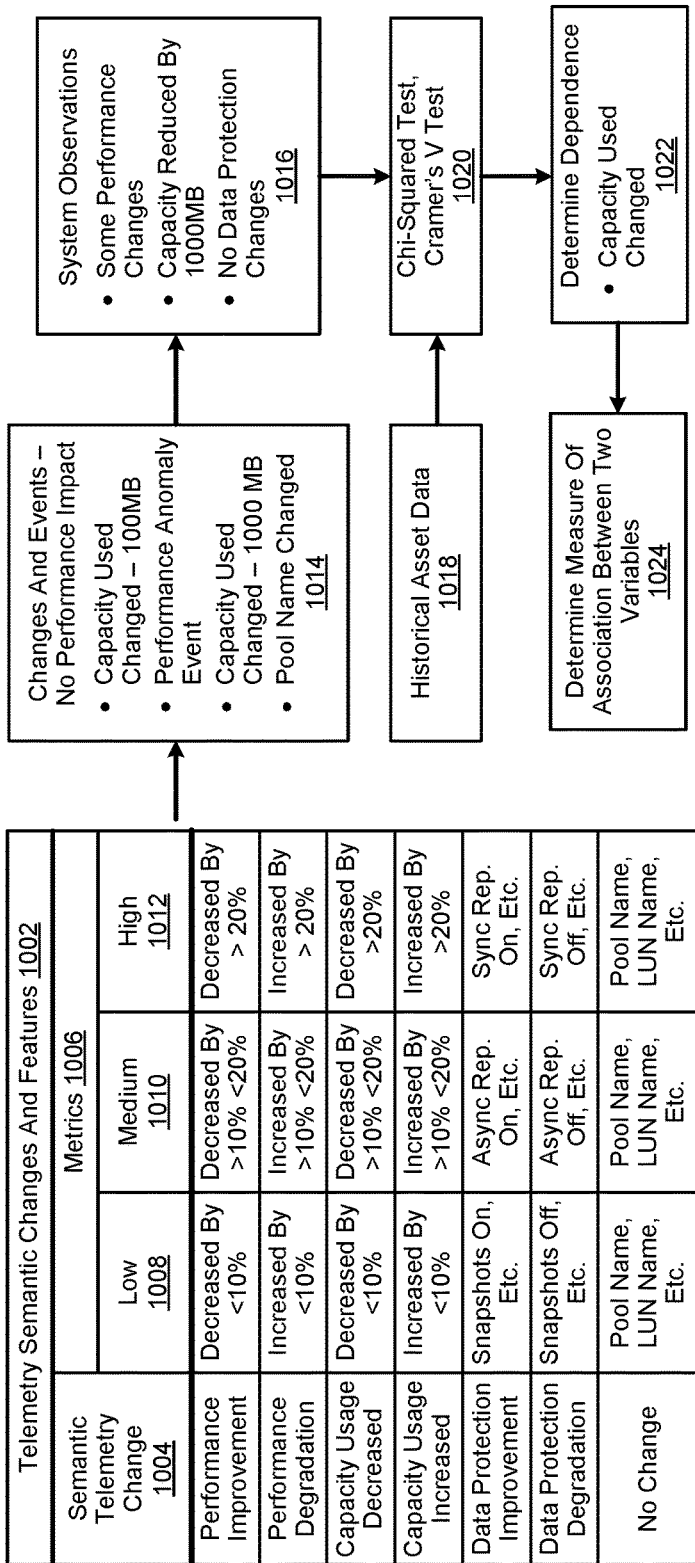 Telemetry Semantic Changes And Features 1002
Semantic
Telemetry
Change
1004
Metrics 1006
Low
1008
Medium
1010
High
1012
Performance
Improvement
Decreased By
<10%
Decreased By
>10% <20%
Decreased By
> 20%
Performance
Degradation
Increased By
<10%
Increased By
>10% <20%
Increased By
> 20%
Capacity Usage
Decreased
Decreased By
<10%
Decreased By
>10% <20%
Decreased By
>20%
Capacity Usage
Increased
Increased By
<10%
Increased By
>10% <20%
Increased By
>20%
Data Protection
Improvement
Snapshots On,
Etc.
Async Rep.
On, Etc.
Sync Rep.
On, Etc.
Data Protection
Degradation
Snapshots Off,
Etc.
Async Rep.
Off, Etc.
Sync Rep.
Off, Etc.
No Change
Pool Name,
LUN Name,
Etc.
Pool Name,
LUN Name,
Etc.
Pool Name,
LUN Name,
Etc.
Changes And Events –
No Performance Impact
• Capacity Used
Changed – 100MB
• Performance Anomaly
Event
• Capacity Used
Changed – 1000 MB
• Pool Name Changed
1014
System Observations
• Some Performance
Changes
• Capacity Reduced By
1000MB
• No Data Protection
Changes
1016
Historical Asset Data
1018
Chi-Squared Test,
Cramer's V Test
1020
Determine Dependence
• Capacity Used
Changed
1022
Determine Measure Of
Association Between Two
Variables
1024